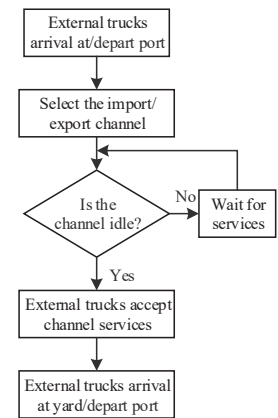 External trucks
arrival at/depart port
Select the import/
export channel
Is the
channel idle?
No
Wait for
services
Yes
External trucks accept
channel services
External trucks arrival
at yard/depart port